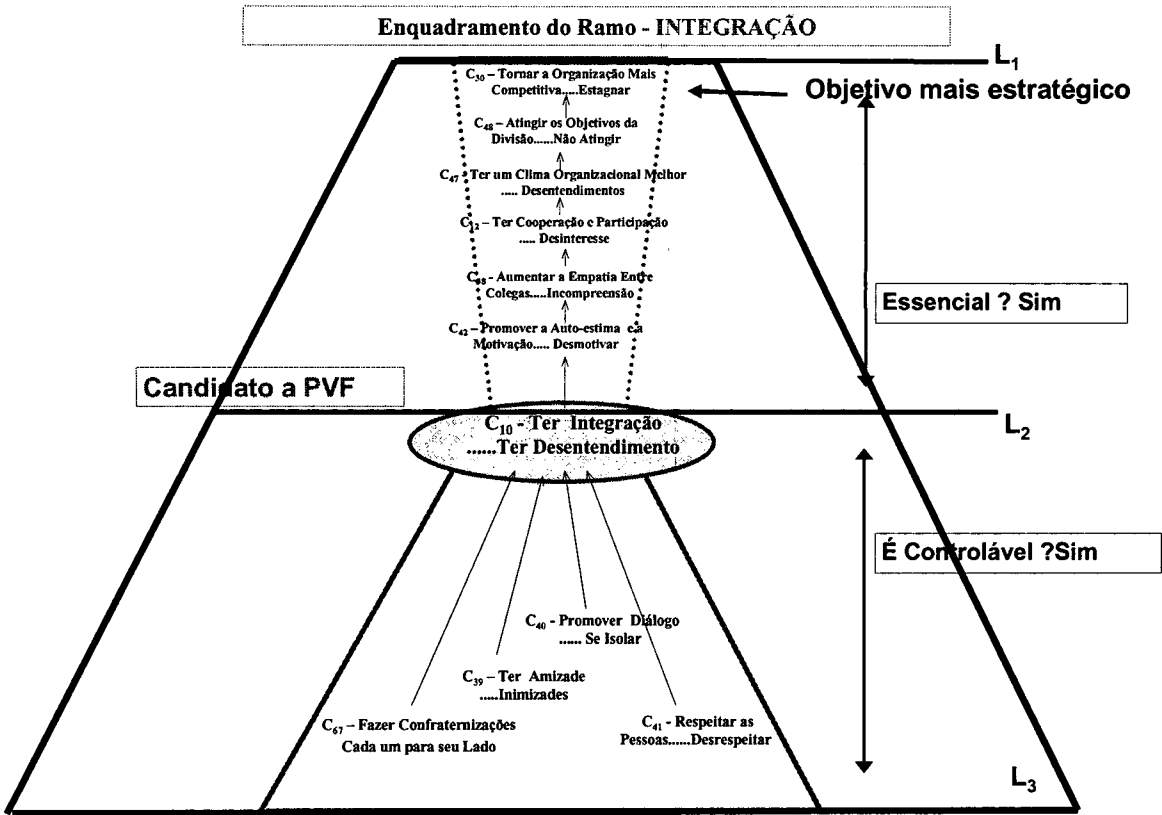 Enquadramento do Ramo - INTEGRAÇÃO
L1
C30 – Tornar a Organização Mais
Competitiva.....Estagnar
Objetivo mais estratégico
C48 – Atingir os Objetivos da
Divisão......Não Atingir
C47 - Ter um Clima Organizacional Melhor
..... Desentendimentos
C12 – Ter Cooperação e Participação
..... Desinteresse
- Aumentar a Empatia Entre
Colegas.....Incompreensão
Essencial ? Sim
C42 – Promover a Auto-estima e a
Motivação..... Desmotivar
Candidato a PVF
L2
C10 - Ter Integração
......Ter Desentendimento
É Controlável ?Sim
C40 - Promover Diálogo
...... Se Isolar
C39 – Ter Amizade
.....Inimizades
C67 – Fazer Confraternizações
Cada um para seu Lado
C41 - Respeitar as
Pessoas......Desrespeitar
L3